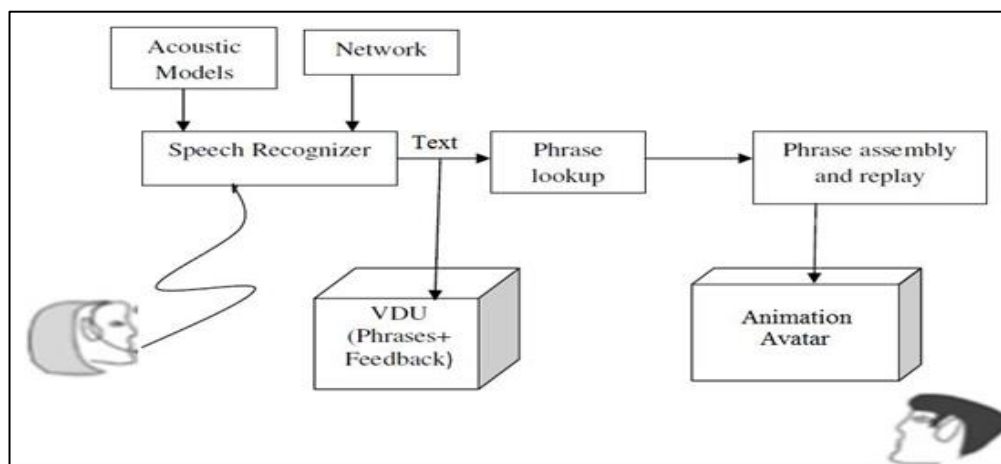 Acoustic
Models
Network
Speech Recognizer
Text
Phrase
lookup
Phrase assembly
and replay
VDU
(Phrases+
Feedback)
Animation
Avatar